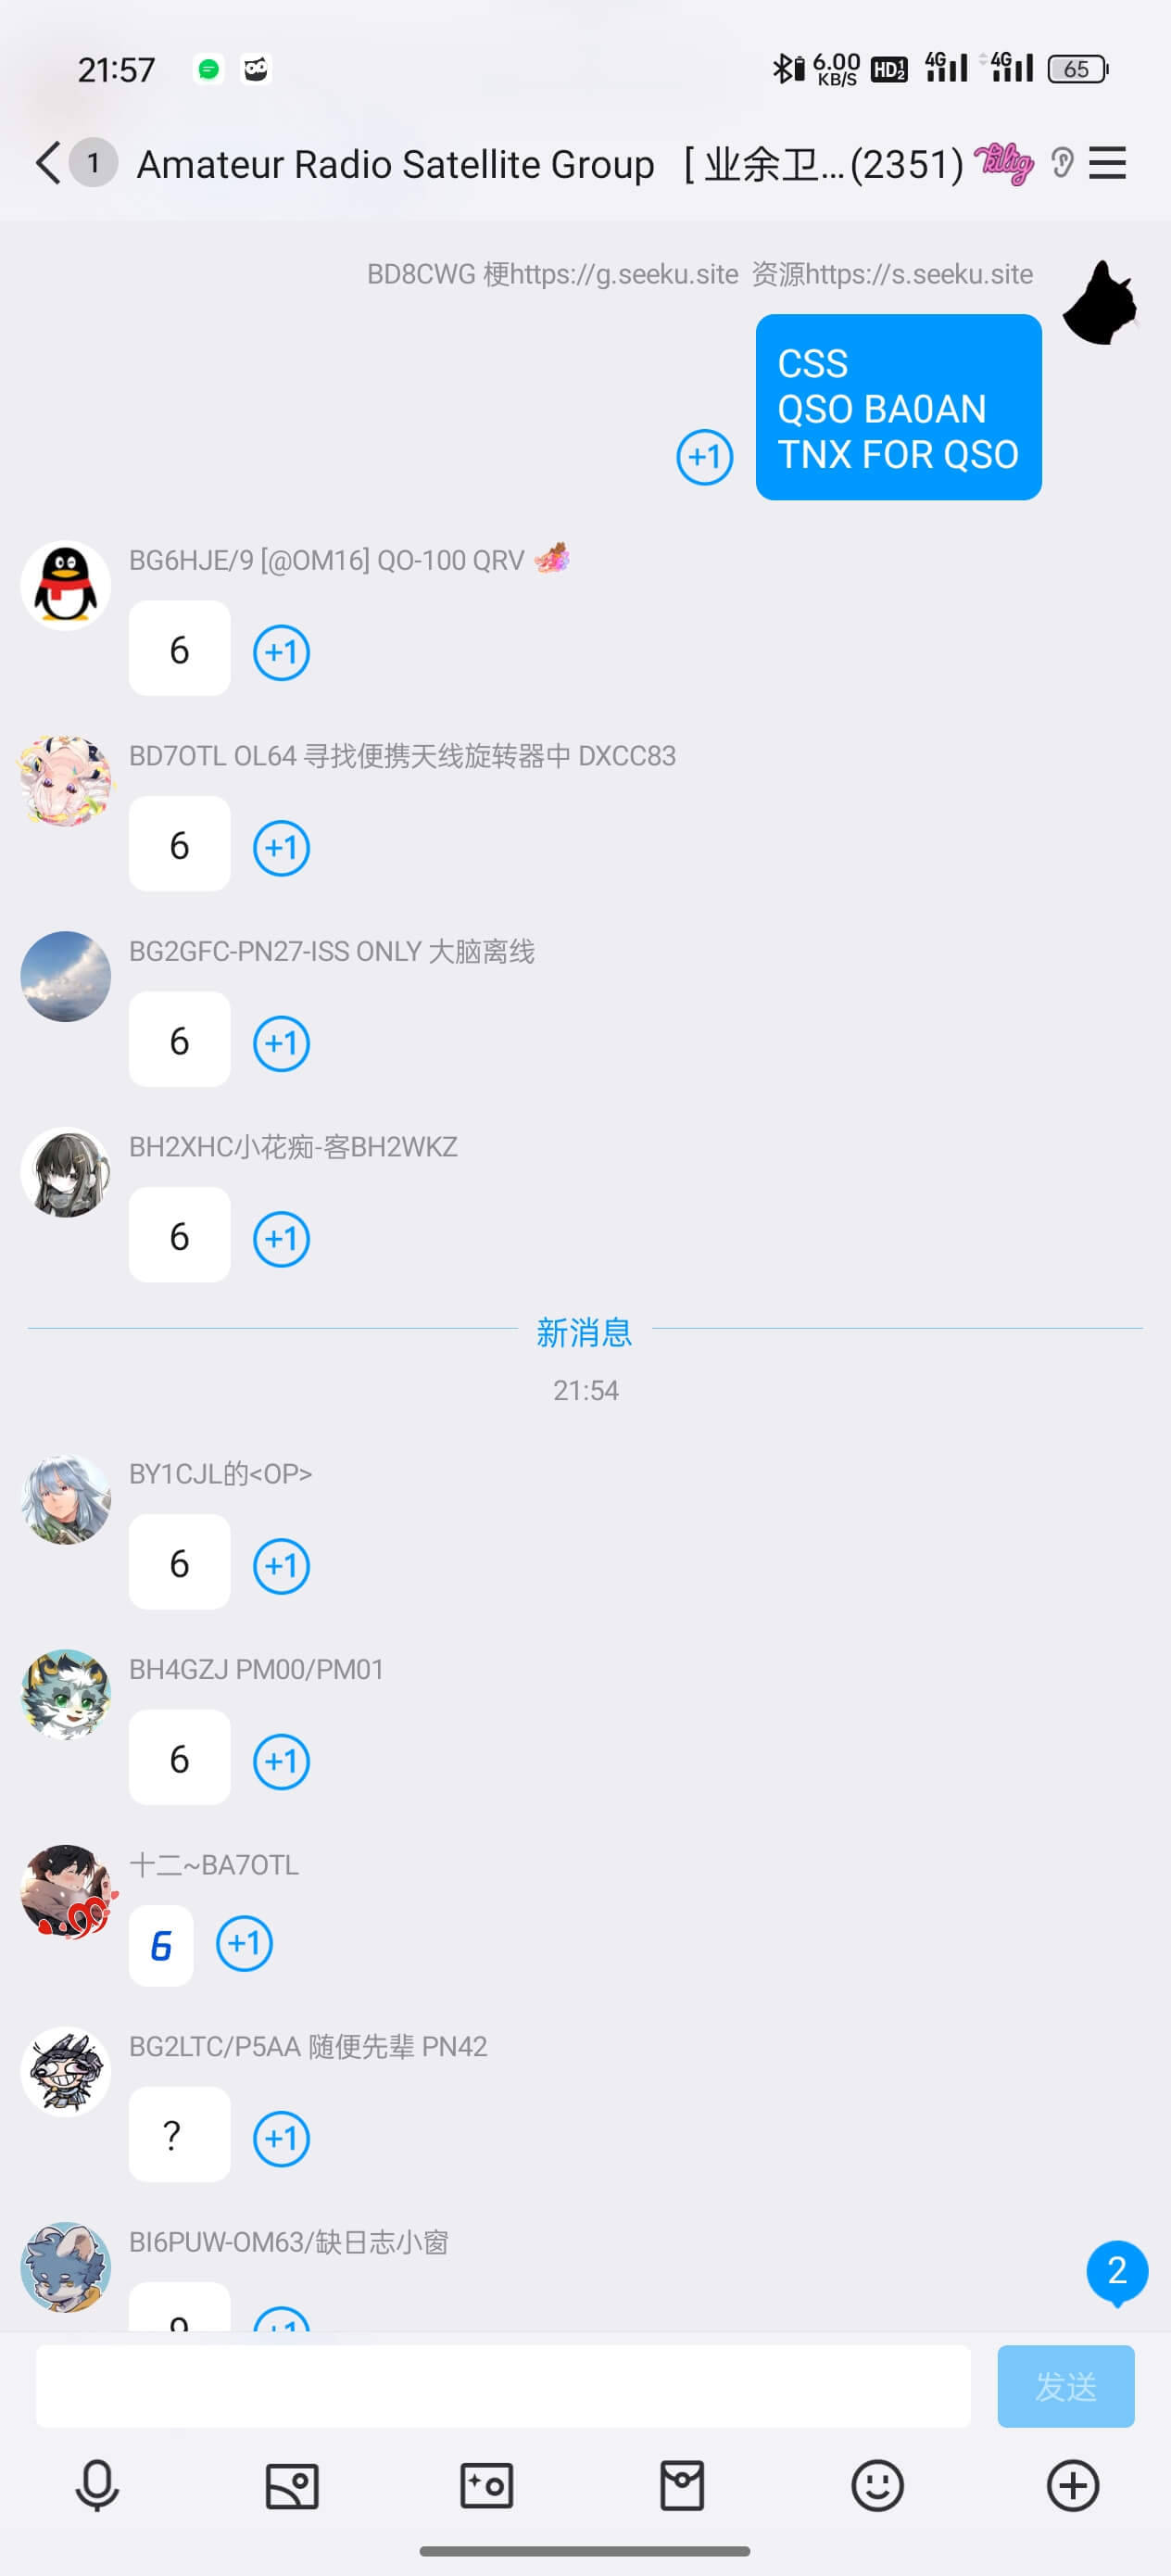 21:57 6.00 KB/S HD 1 2 4G 4G 65
1 Amateur Radio Satellite Group [ 业余卫...(2351) Tilig
BD8CWG 梗https://g.seeku.site 资源https://s.seeku.site
CSS
QSO BA0AN
TNX FOR QSO
+1
BG6HJE/9 [@OM16] QO-100 QRV
6 +1
BD7OTL OL64 寻找便携天线旋转器中 DXCC83
6 +1
BG2GFC-PN27-ISS ONLY 大脑离线
6 +1
BH2XHC小花痴-客BH2WKZ
6 +1
新消息
21:54
BY1CJL的<OP>
6 +1
BH4GZJ PM00/PM01
6 +1
十二~BA7OTL
6 +1
BG2LTC/P5AA 随便先辈 PN42
? +1
BI6PUW-OM63/缺日志小窗
9 +1
2
发送